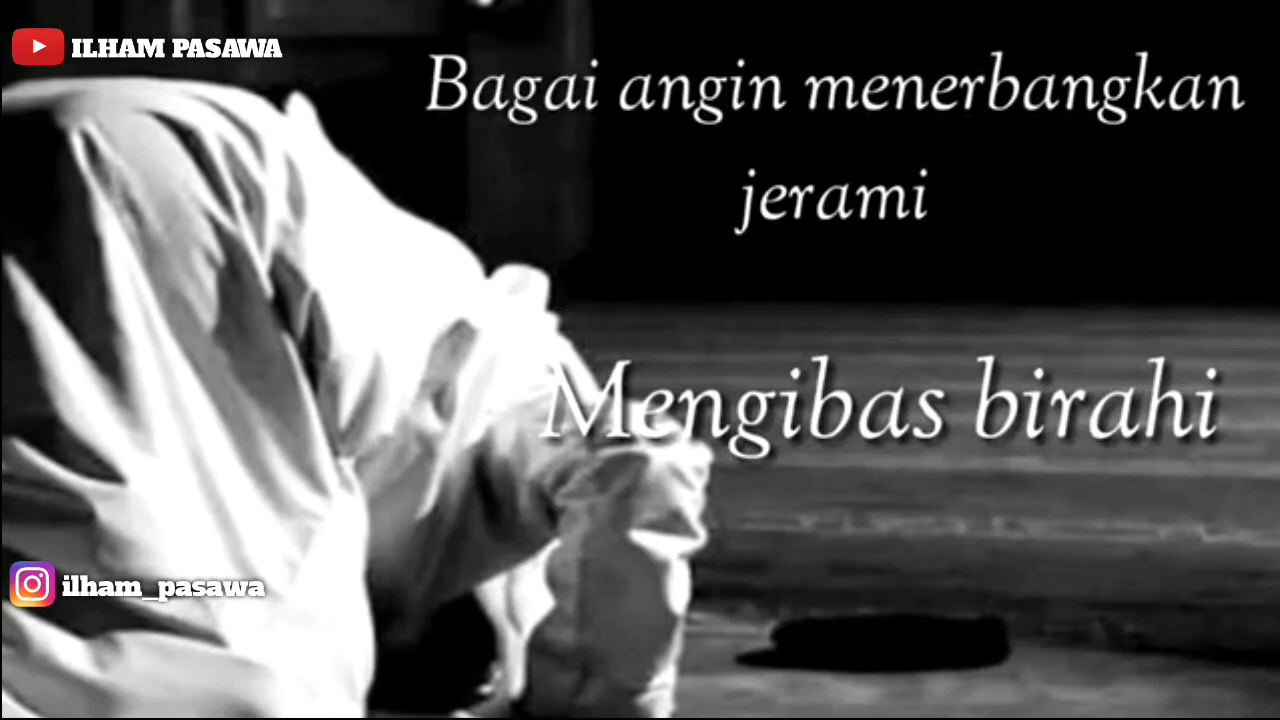 ILHAM PASAWA
Bagai angin menerbangkan
jerami
Mengibas birahi
ilham_pasawa